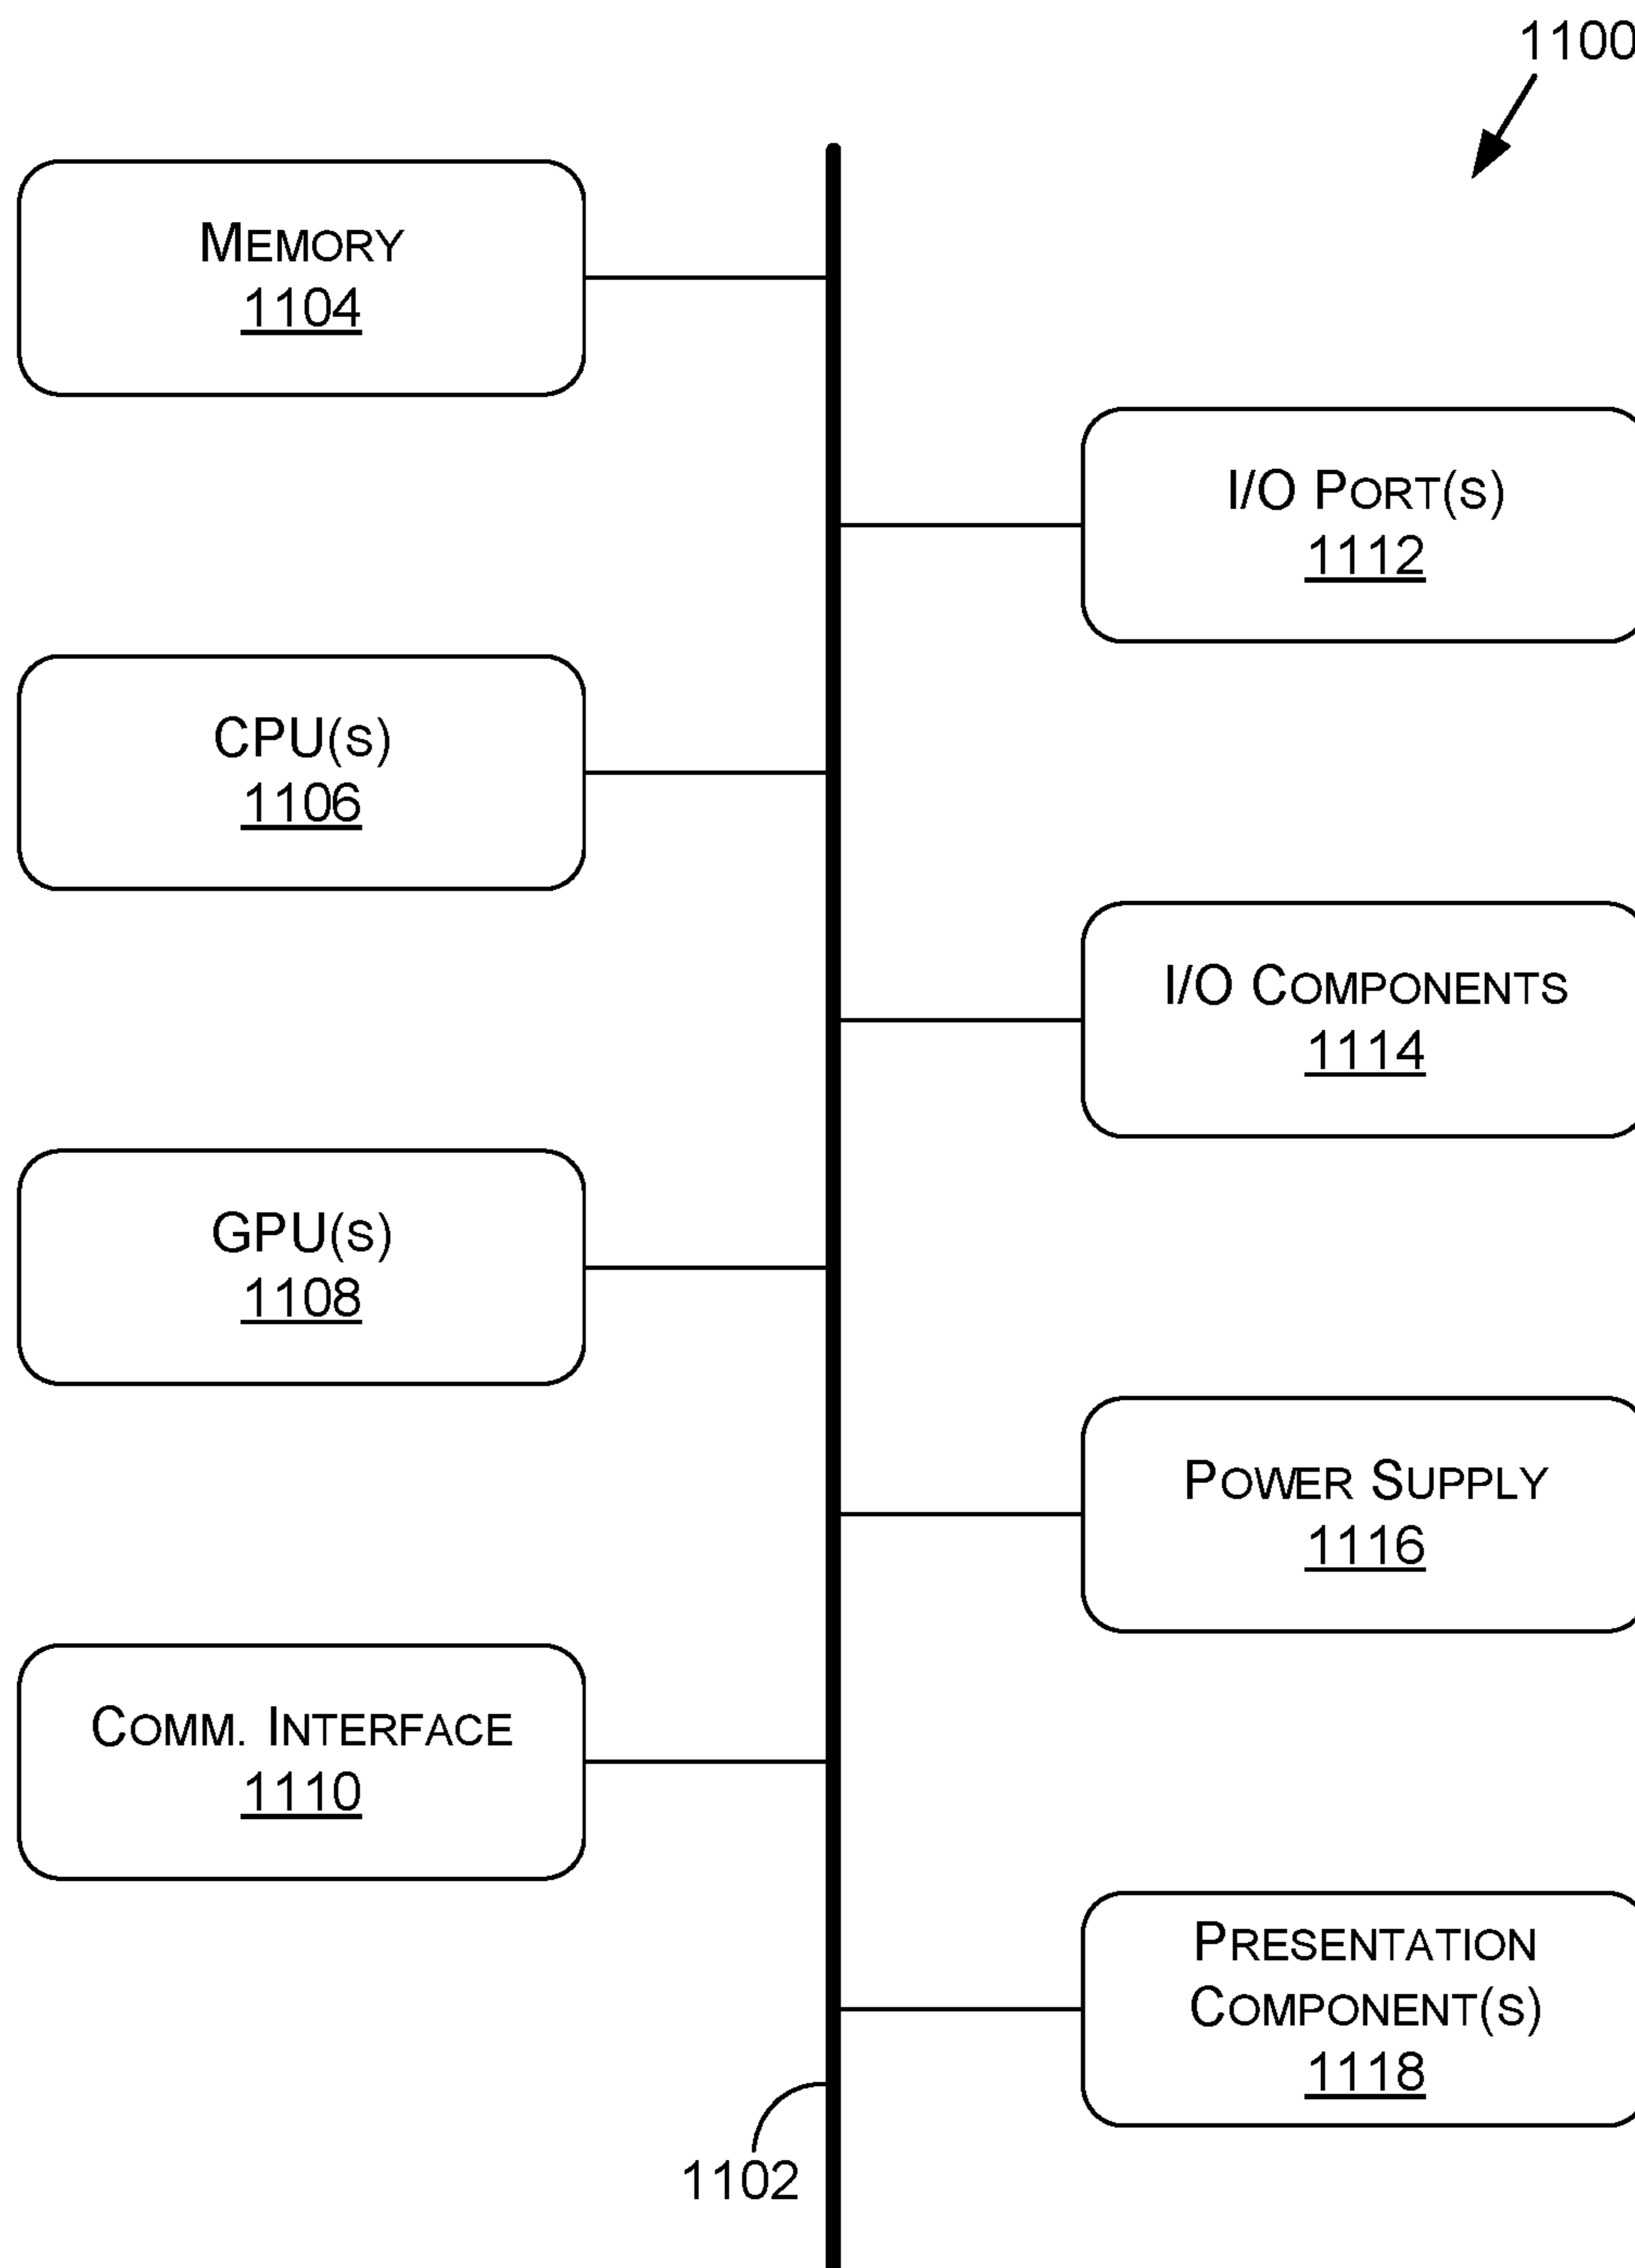 1100
MEMORY
1104
I/O PORT(S)
1112
CPU(S)
1106
I/O COMPONENTS
1114
GPU(S)
1108
POWER SUPPLY
1116
COMM. INTERFACE
1110
PRESENTATION
COMPONENT(S)
1118
1102